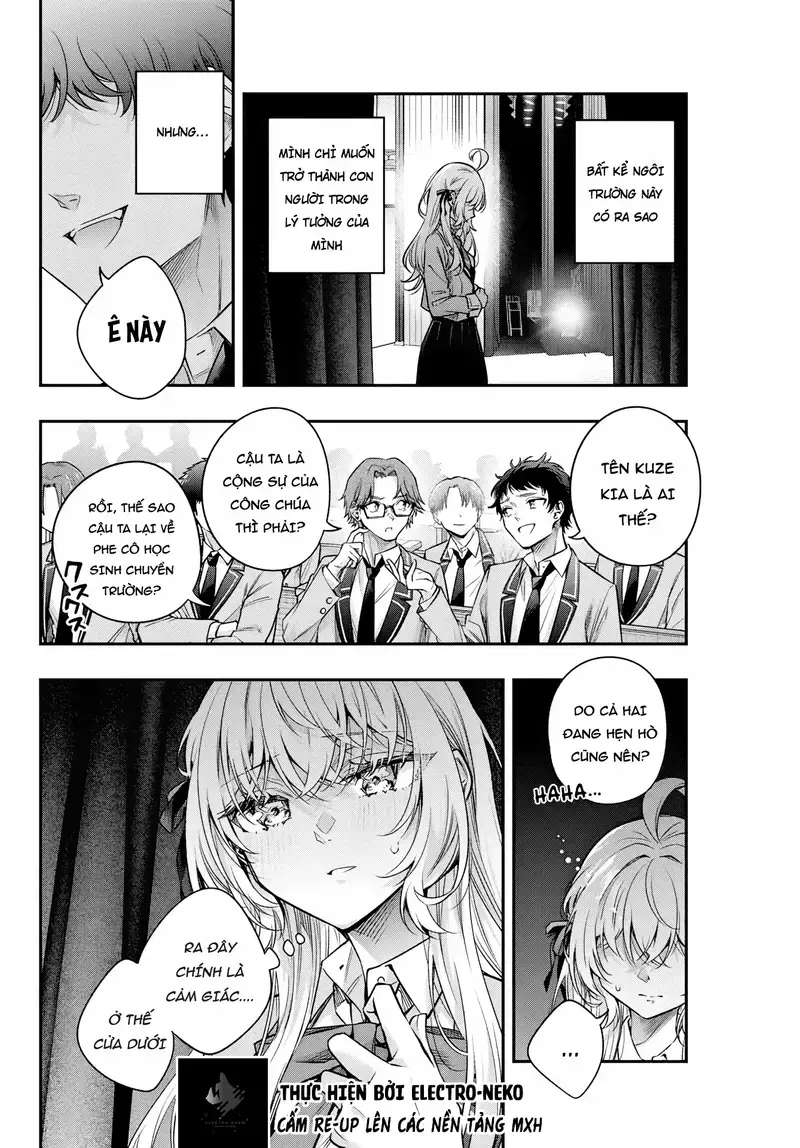 BẤT KỂ NGÔI
TRƯỜNG NÀY
CÓ RA SAO
MÌNH CHỈ MUỐN
TRỞ THÀNH CON
NGƯỜI TRONG
LÝ TƯỞNG CỦA
MÌNH
NHƯNG...
Ê NÀY
TÊN KUZE
KIA LÀ AI
THẾ?
CẬU TA LÀ
CỘNG SỰ CỦA
CÔNG CHÚA
THÌ PHẢI?
RỒI, THẾ SAO
CẬU TA LẠI VỀ
PHE CÔ HỌC
SINH CHUYỂN
TRƯỜNG?
クスクス
DO CẢ HAI
ĐANG HẸN HÒ
CŨNG NÊN?
HAHA...
...
RA ĐÂY
CHÍNH LÀ
CẢM GIÁC....
Ở THẾ
CỬA DƯỚI
ELECTRO-NEKO
THỰC HIỆN BỞI ELECTRO-NEKO
CẤM RE-UP LÊN CÁC NỀN TẢNG MXH